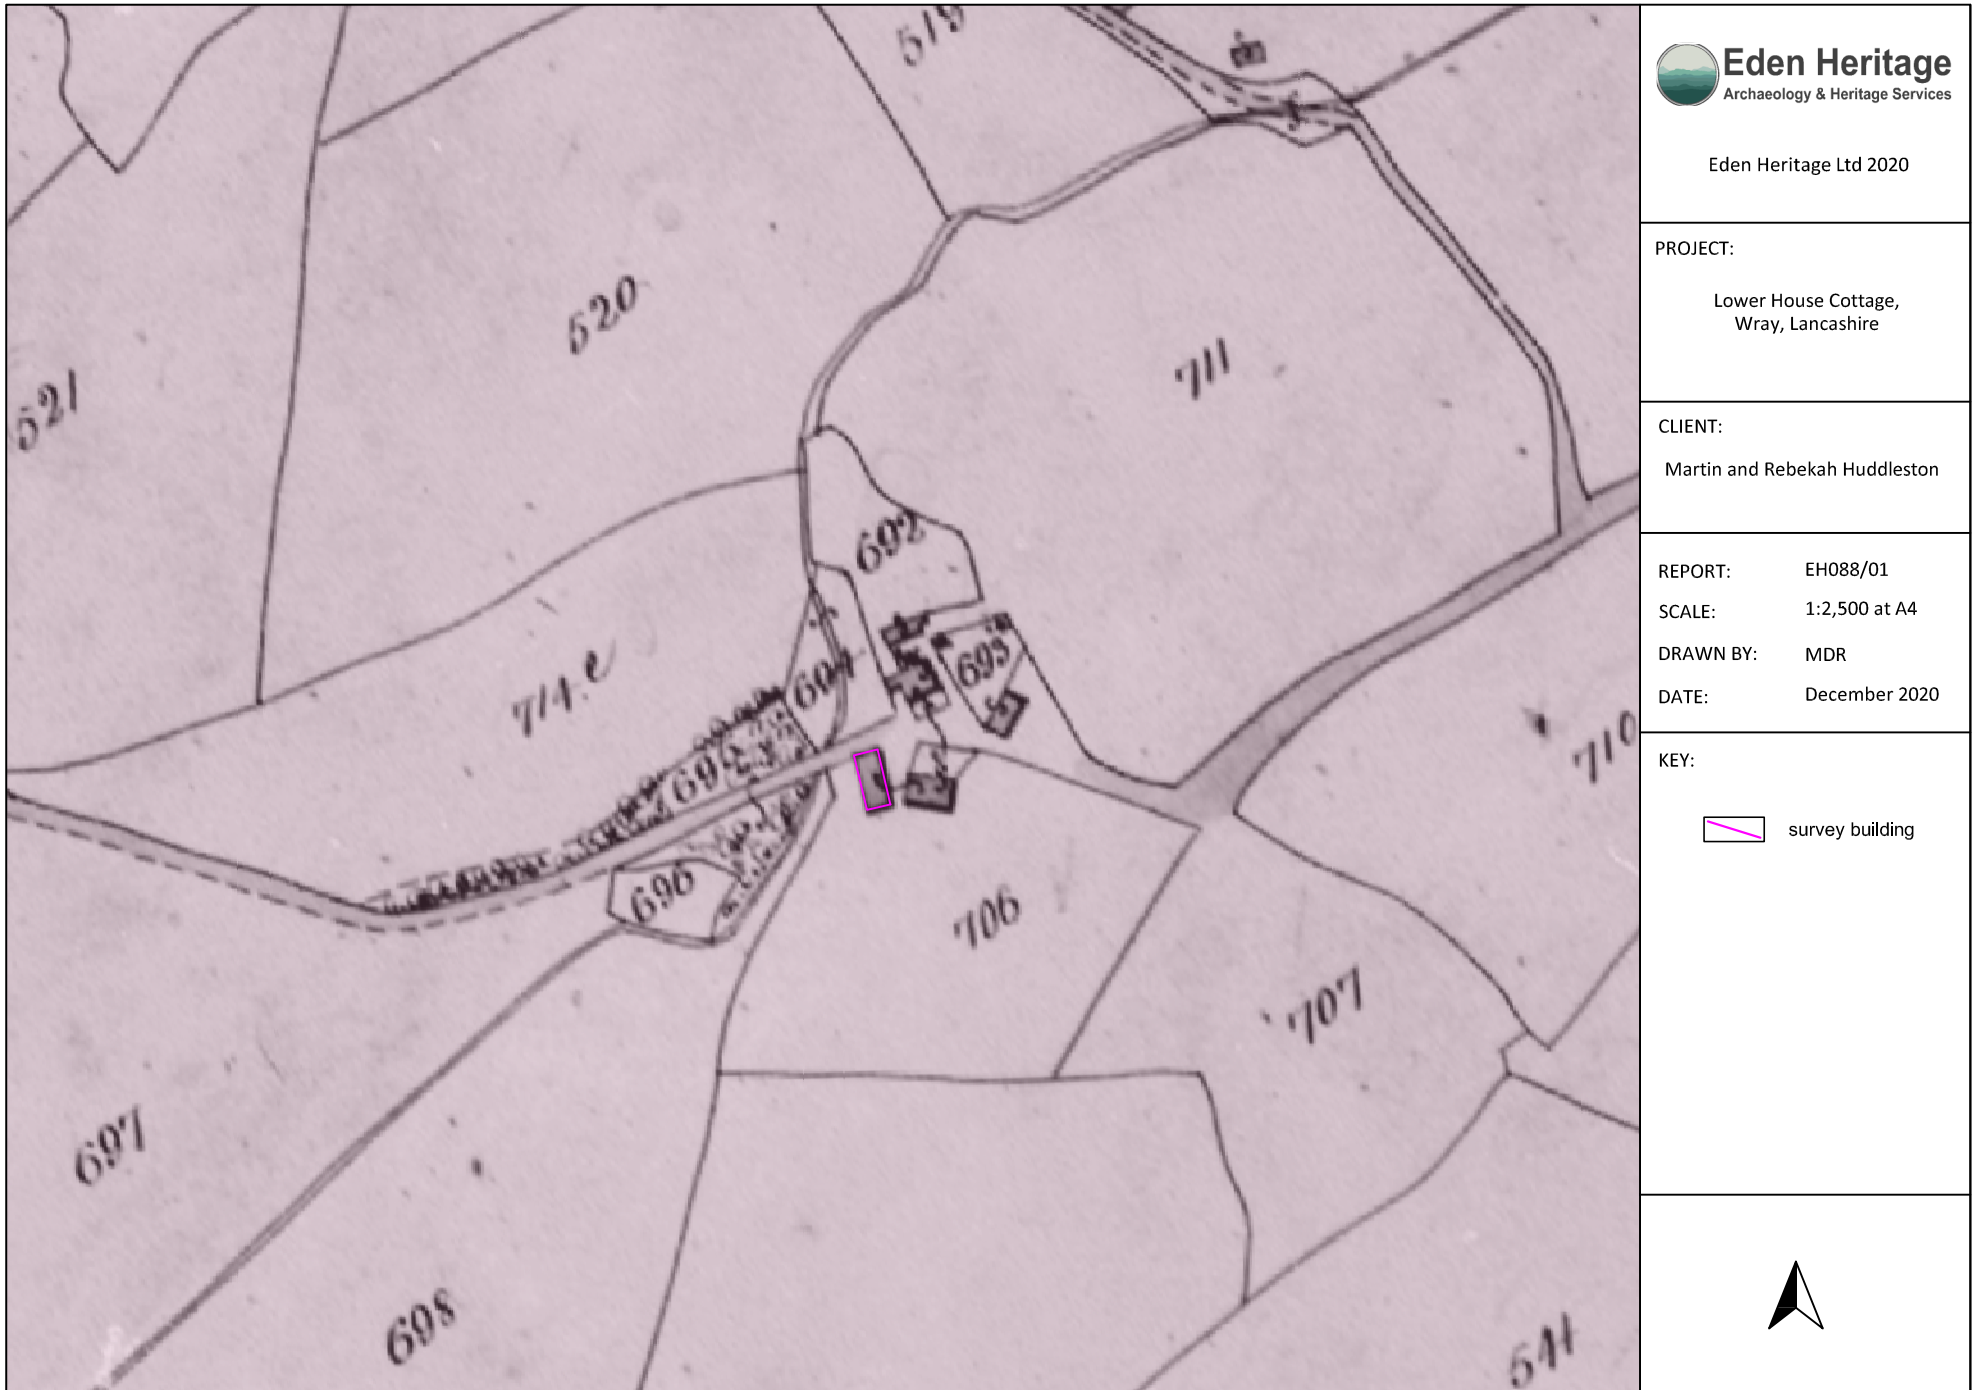 519
520
521
711
692
693
714.e
694
695
696
706
710
707
697
698
541
Eden Heritage
Archaeology & Heritage Services
Eden Heritage Ltd 2020
PROJECT:
Lower House Cottage,
Wray, Lancashire
CLIENT:
Martin and Rebekah Huddleston
REPORT: EH088/01
SCALE: 1:2,500 at A4
DRAWN BY: MDR
DATE: December 2020
KEY:
survey building